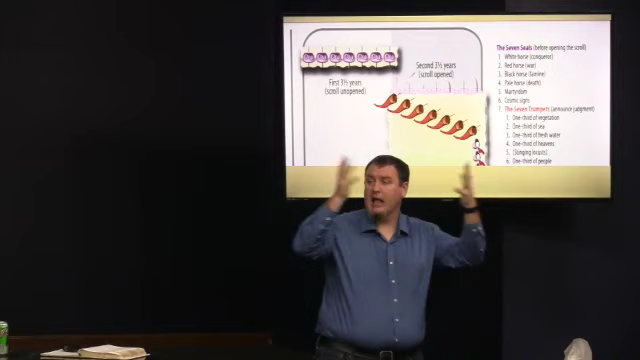 First 3½ years
(scroll unopened)
Second 3½ years
(scroll opened)
The Seven Seals (before opening the scroll)
1 White horse (conqueror)
2 Red horse (war)
3 Black horse (famine)
4 Pale horse (death)
5 Martyrdom
6 Cosmic signs
7 The Seven Trumpets (announce judgment)
1. One-third of vegetation
2. One-third of sea
3. One-third of fresh water
4. One-third of heavens
5. (Stinging locusts)
6. One-third of people